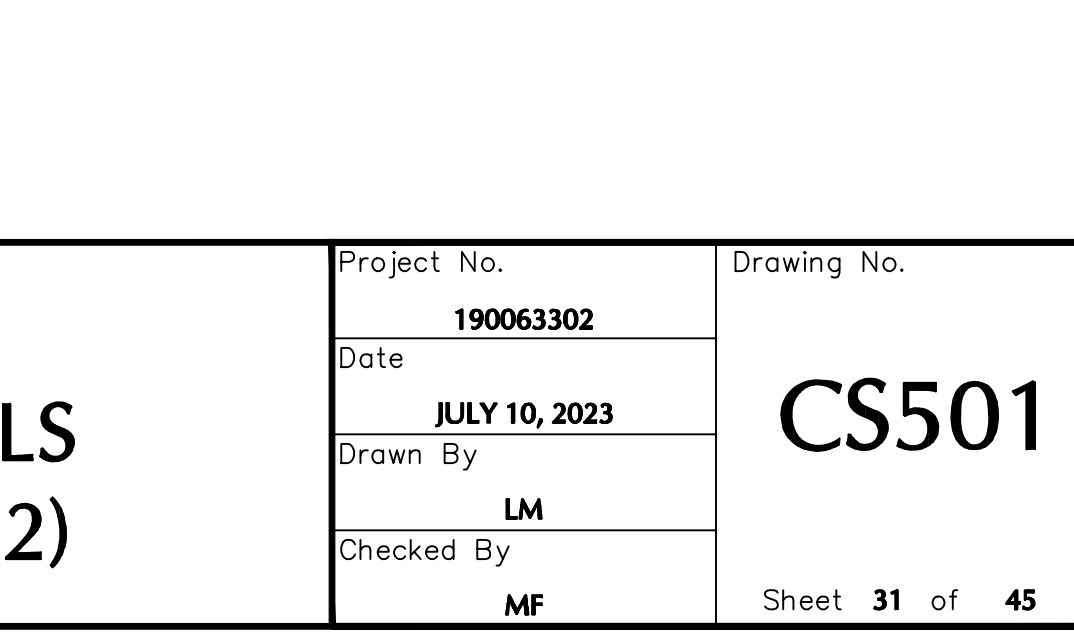 LS
2)
Project No.
190063302
Date
JULY 10, 2023
Drawn By
LM
Checked By
MF
Drawing No.
CS501
Sheet 31 of 45